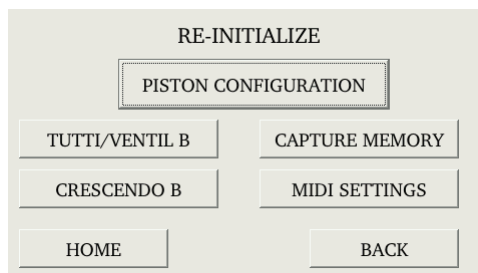 RE-INITIALIZE
PISTON CONFIGURATION
TUTTI/VENTIL B CAPTURE MEMORY
CRESCENDO B MIDI SETTINGS
HOME BACK